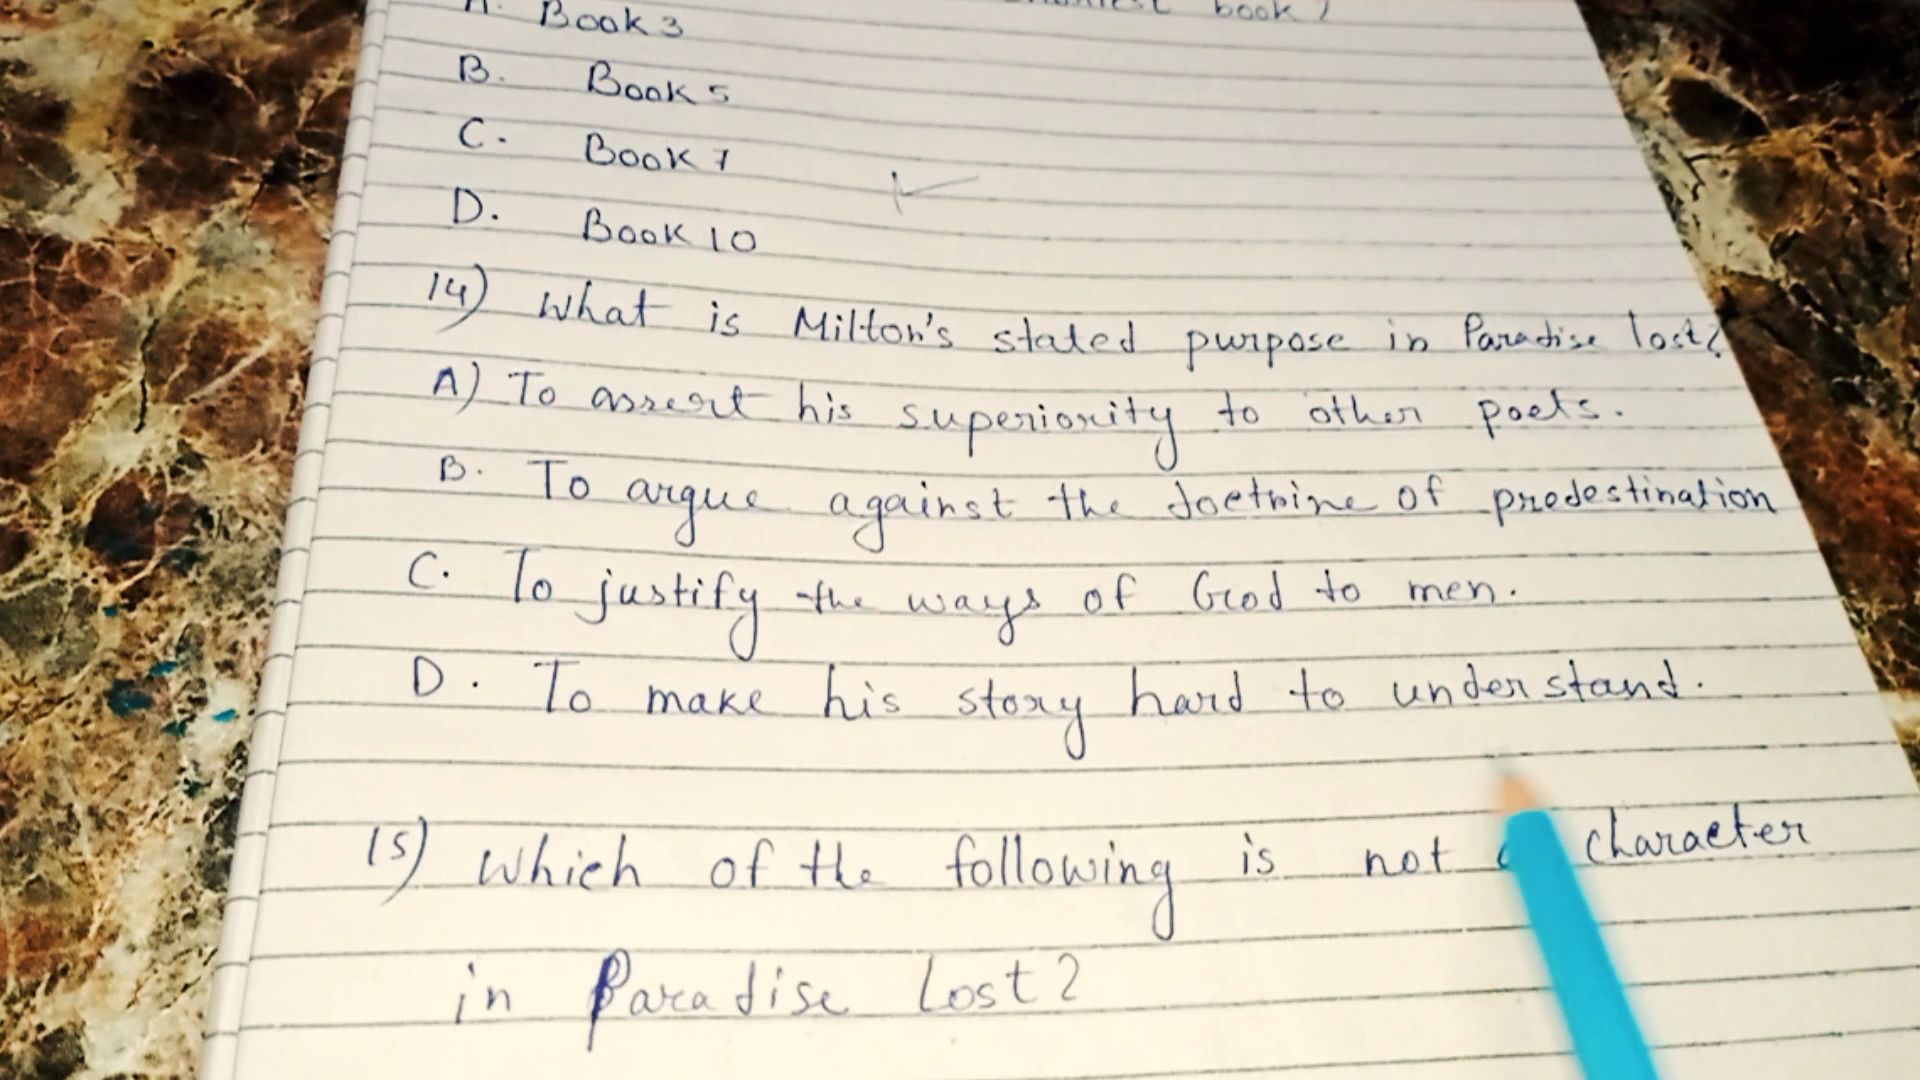 A. Book 3
book?
B. Book 5
C. Book 7
D. Book 10
14) What is Milton's stated purpose in Paradise lost?
A) To assert his superiority to other poets.
B. To argue against the doctrine of predestination
C. To justify the ways of God to men.
D. To make his story hard to understand.
15) Which of the following is not a character
in Paradise Lost?